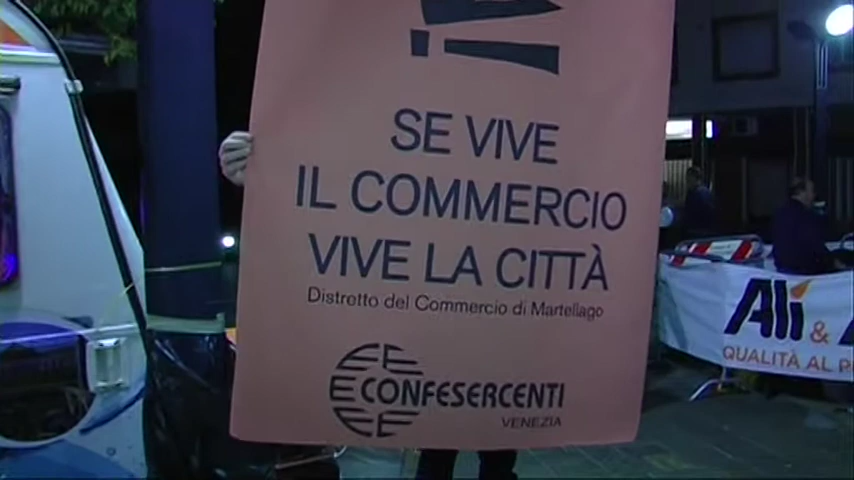 SE VIVE
IL COMMERCIO
VIVE LA CITTÀ
Distretto del Commercio di Martellago
CONFESERCENTI
VENEZIA
Alì &
QUALITÀ AL